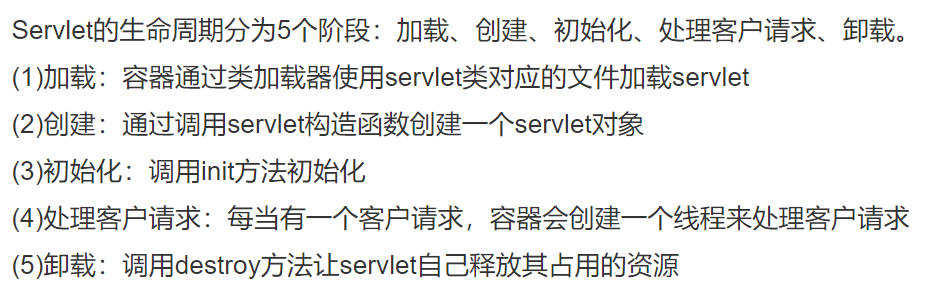 Servlet的生命周期分为5个阶段：加载、创建、初始化、处理客户请求、卸载。
(1)加载：容器通过类加载器使用servlet类对应的文件加载servlet
(2)创建：通过调用servlet构造函数创建一个servlet对象
(3)初始化：调用init方法初始化
(4)处理客户请求：每当有一个客户请求，容器会创建一个线程来处理客户请求
(5)卸载：调用destroy方法让servlet自己释放其占用的资源